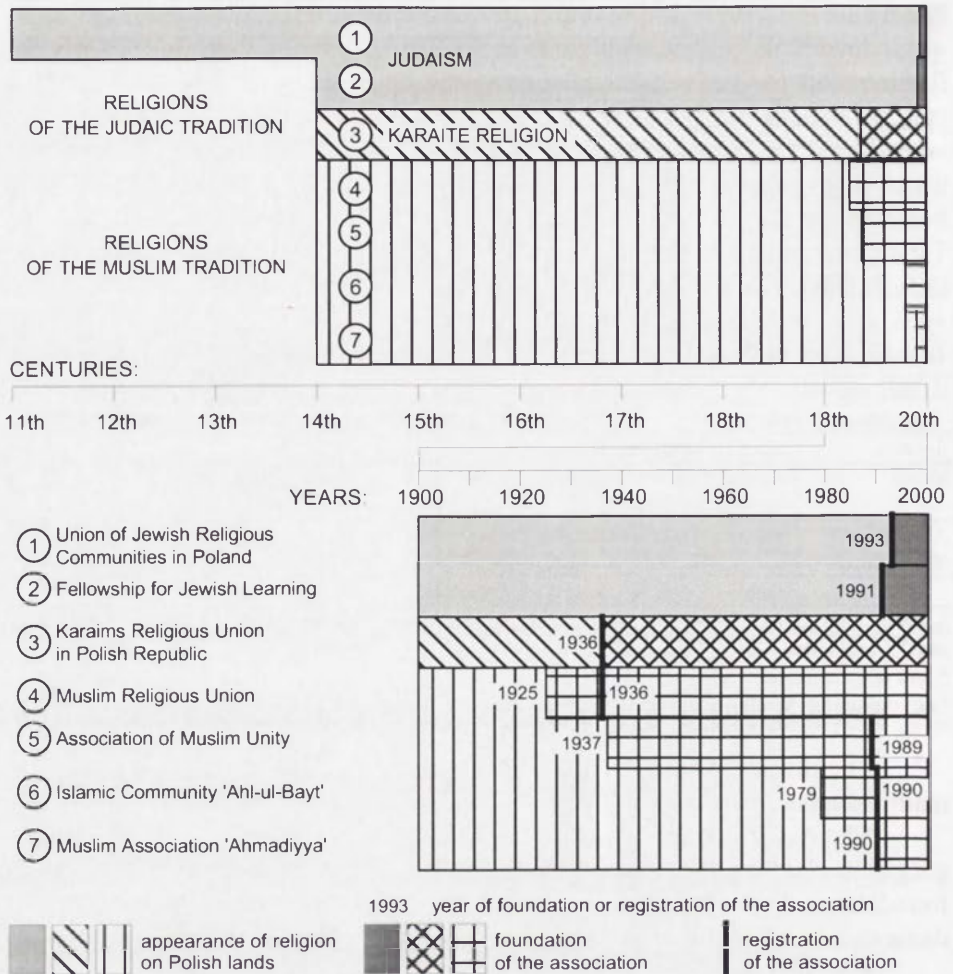 1
JUDAISM
2
RELIGIONS
OF THE JUDAIC TRADITION
3 KARAITE RELIGION
4
5
RELIGIONS
OF THE MUSLIM TRADITION
6
7
CENTURIES:
11th 12th 13th 14th 15th 16th 17th 18th 20th
YEARS: 1900 1920 1940 1960 1980 2000
1 Union of Jewish Religious
Communities in Poland
1993
2 Fellowship for Jewish Learning
1991
3 Karaims Religious Union
in Polish Republic
1936
4 Muslim Religious Union
1925 1936
5 Association of Muslim Unity
1937 1989
6 Islamic Community 'Ahl-ul-Bayt'
1979 1990
7 Muslim Association 'Ahmadiyya'
1990
1993 year of foundation or registration of the association
appearance of religion
on Polish lands
foundation
of the association
registration
of the association